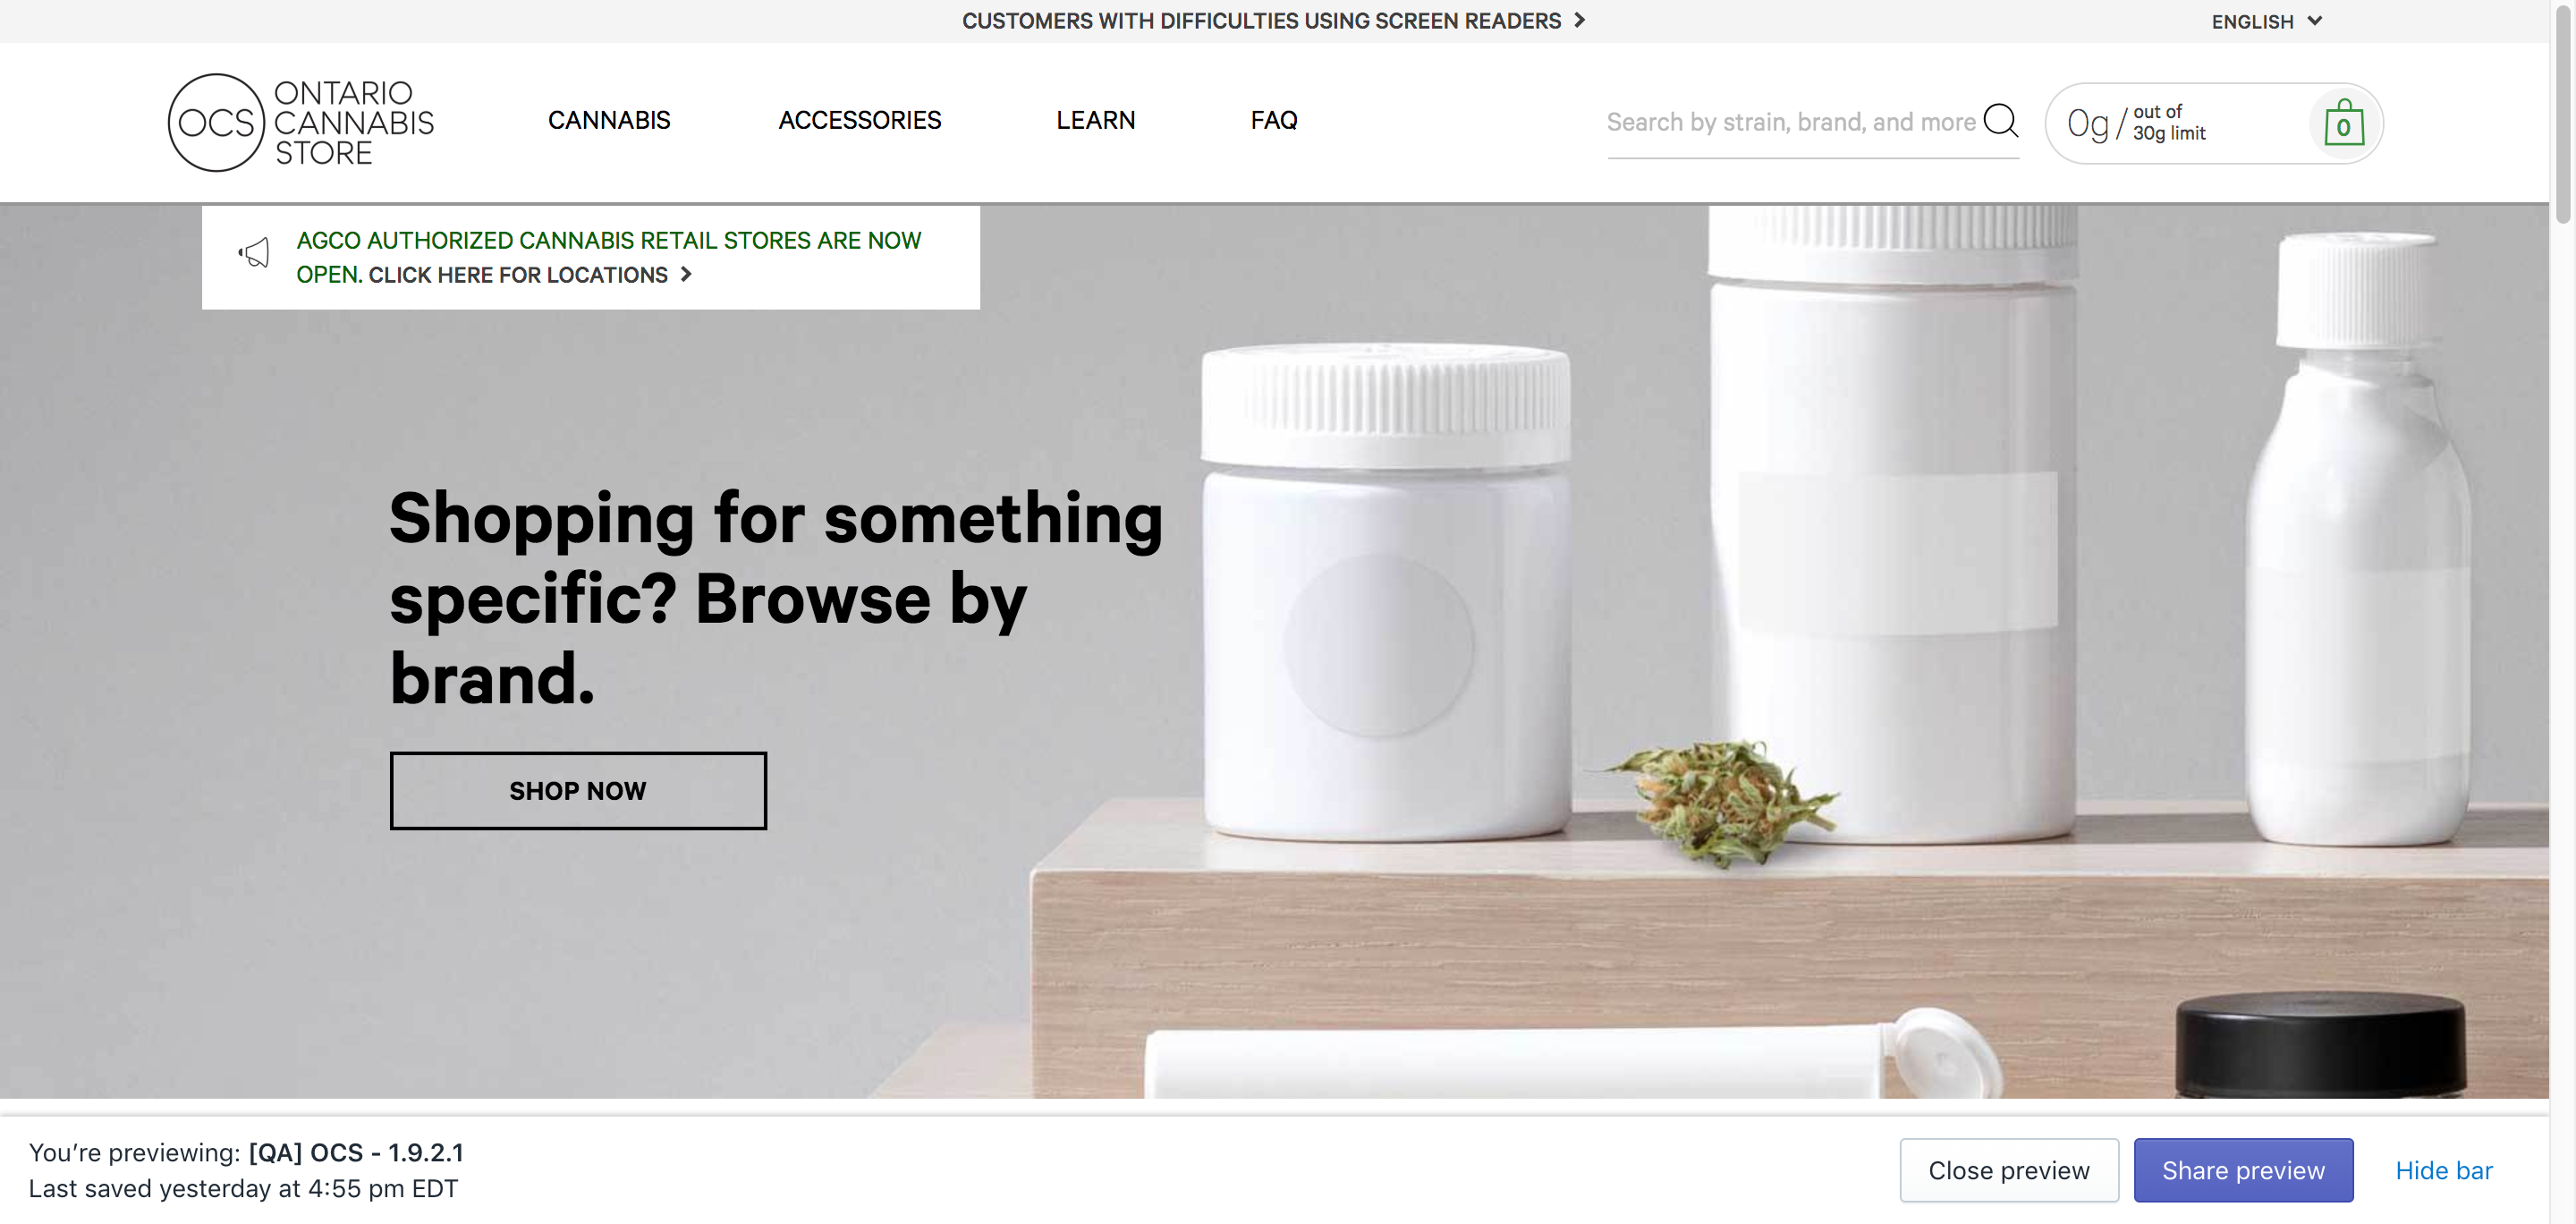 CUSTOMERS WITH DIFFICULTIES USING SCREEN READERS
ENGLISH
OCS
ONTARIO
CANNABIS
STORE
CANNABIS
ACCESSORIES
LEARN
FAQ
Search by strain, brand, and more
0g / out of
30g limit
0
AGCO AUTHORIZED CANNABIS RETAIL STORES ARE NOW
OPEN. CLICK HERE FOR LOCATIONS
Shopping for something
specific? Browse by
brand.
SHOP NOW
You’re previewing: [QA] OCS - 1.9.2.1
Last saved yesterday at 4:55 pm EDT
Close preview
Share preview
Hide bar